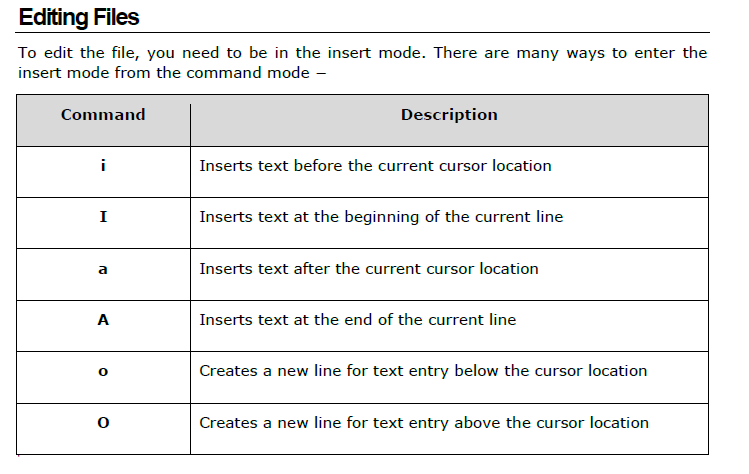 Editing Files
To edit the file, you need to be in the insert mode. There are many ways to enter the
insert mode from the command mode –
Command Description
i Inserts text before the current cursor location
I Inserts text at the beginning of the current line
a Inserts text after the current cursor location
A Inserts text at the end of the current line
o Creates a new line for text entry below the cursor location
O Creates a new line for text entry above the cursor location